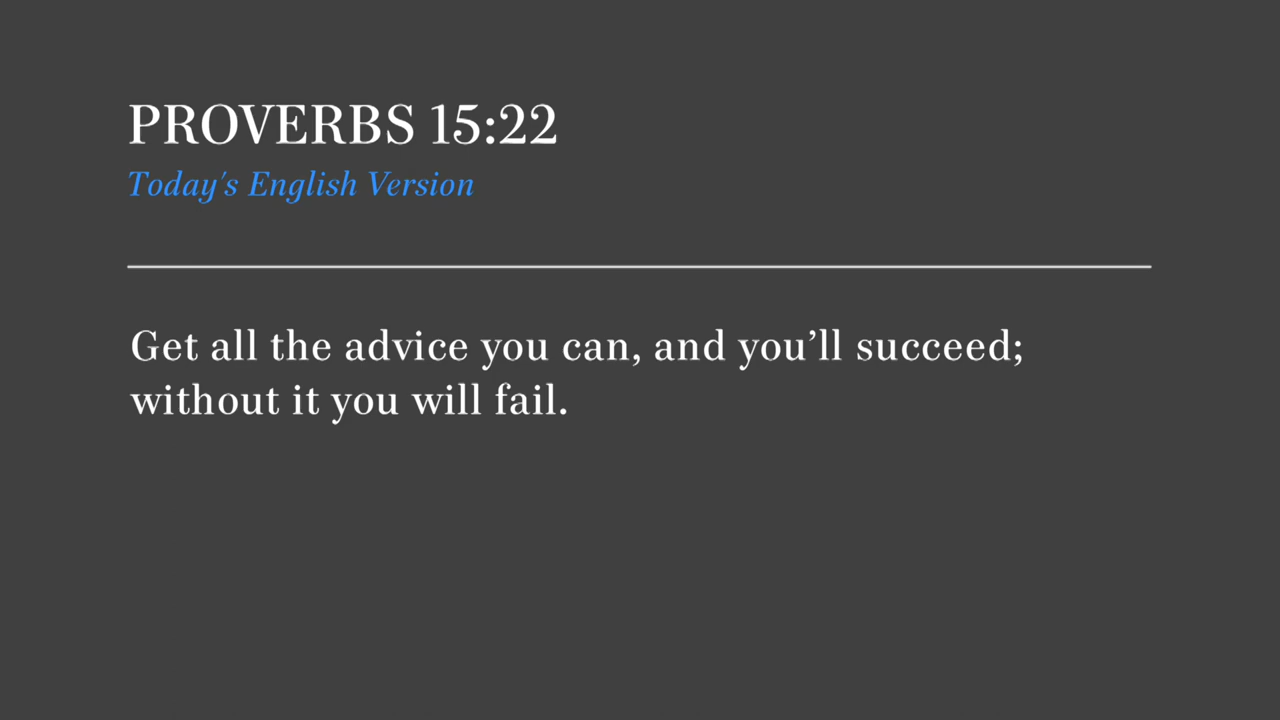 PROVERBS 15:22
Today's English Version
Get all the advice you can, and you’ll succeed;
without it you will fail.